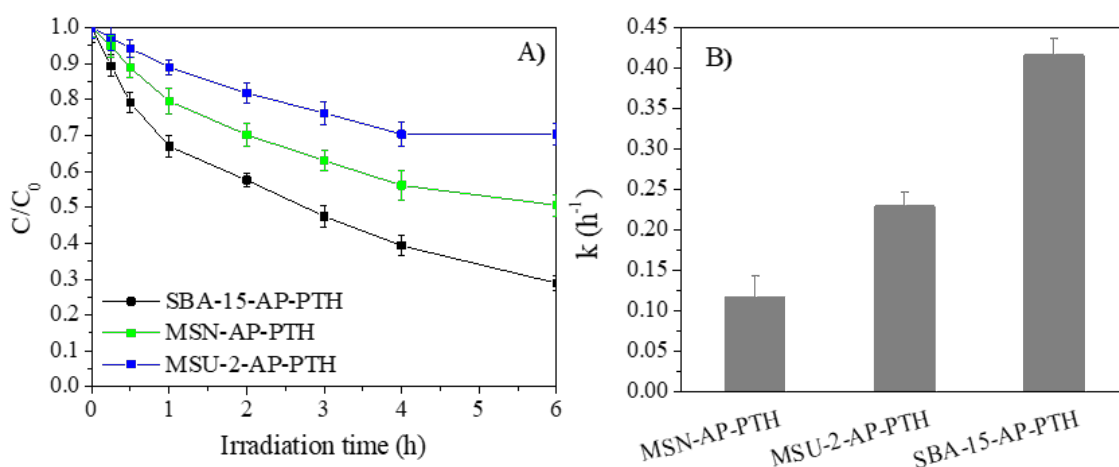 A)
C/C0
1.0
0.9
0.8
0.7
0.6
0.5
0.4
0.3
0.2
0.1
0.0
SBA-15-AP-PTH
MSN-AP-PTH
MSU-2-AP-PTH
0 1 2 3 4 5 6
Irradiation time (h)
B)
k (h-1)
0.45
0.40
0.35
0.30
0.25
0.20
0.15
0.10
0.05
0.00
MSN-AP-PTH
MSU-2-AP-PTH
SBA-15-AP-PTH